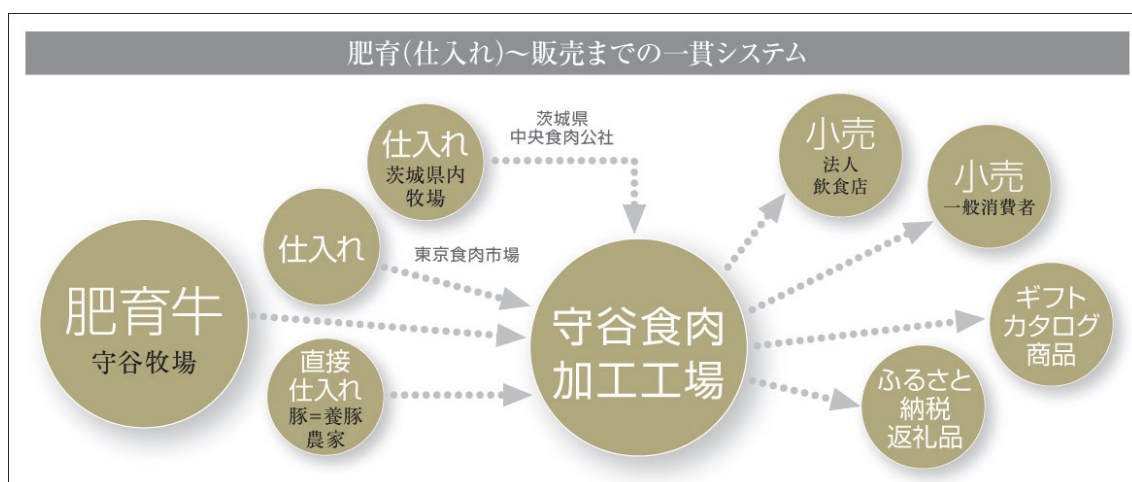 肥育(仕入れ)～販売までの一貫システム
仕入れ
茨城県内
牧場
茨城県
中央食肉公社
仕入れ
東京食肉市場
肥育牛
守谷牧場
直接
仕入れ
豚=養豚
農家
守谷食肉
加工工場
小売
法人
飲食店
小売
一般消費者
ギフト
カタログ
商品
ふるさと
納税
返礼品